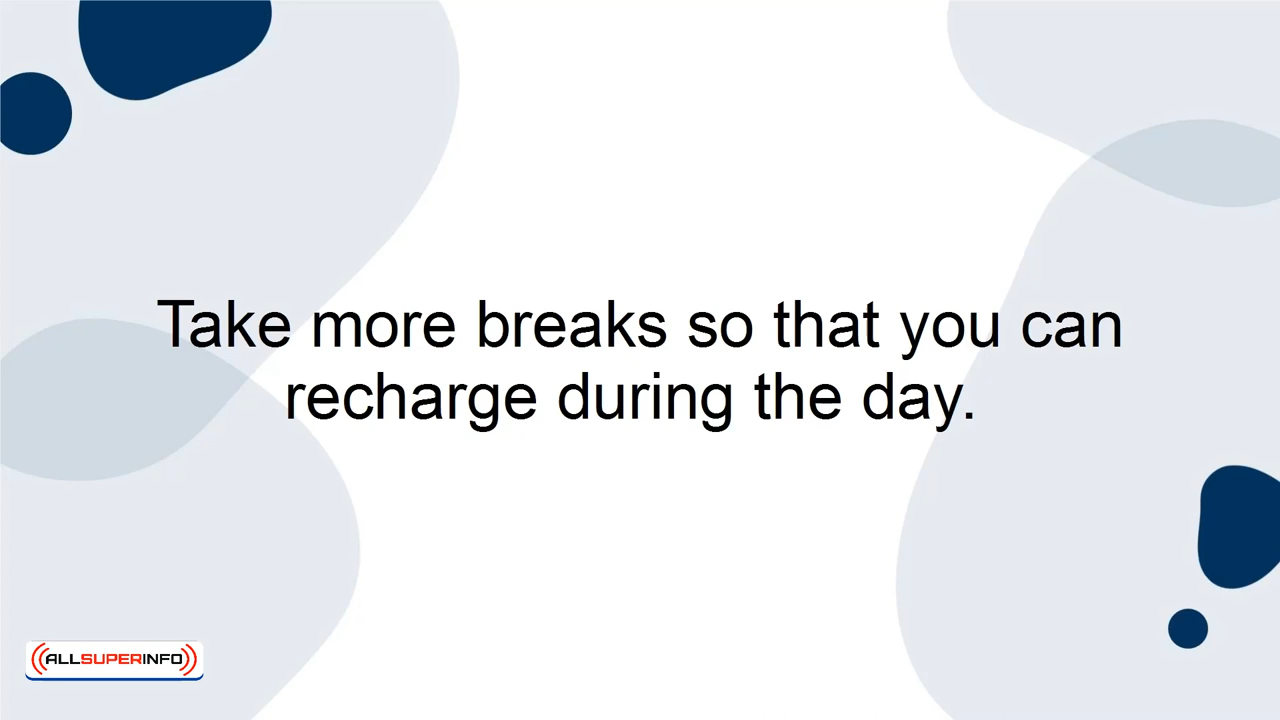 Take more breaks so that you can
recharge during the day.
ALLSUPERINFO